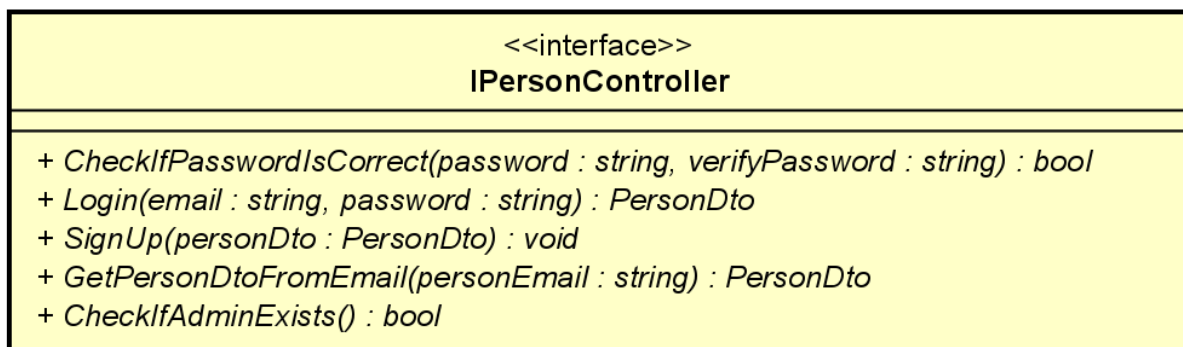 <<interface>>
IPersonController
+ CheckIfPasswordIsCorrect(password : string, verifyPassword : string) : bool
+ Login(email : string, password : string) : PersonDto
+ SignUp(personDto : PersonDto) : void
+ GetPersonDtoFromEmail(personEmail : string) : PersonDto
+ CheckIfAdminExists() : bool